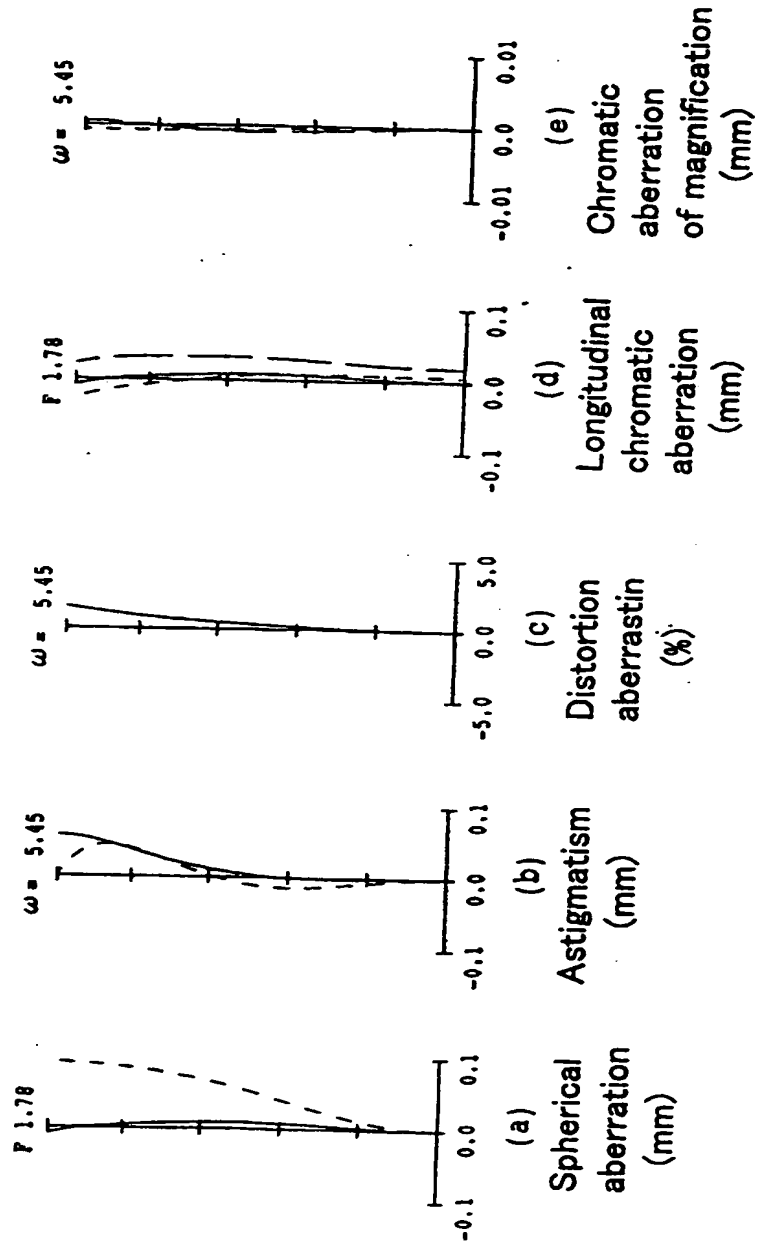 F 1.78
-0.1 0.0 0.1
(a)
Spherical
aberration
(mm)
ω= 5.45
-0.1 0.0 0.1
(b)
Astigmatism
(mm)
ω= 5.45
-5.0 0.0 5.0
(c)
Distortion
aberrastin
(%)
F 1.78
-0.1 0.0 0.1
(d)
Longitudinal
chromatic
aberration
(mm)
ω= 5.45
-0.01 0.0 0.01
(e)
Chromatic
aberration
of magnification
(mm)